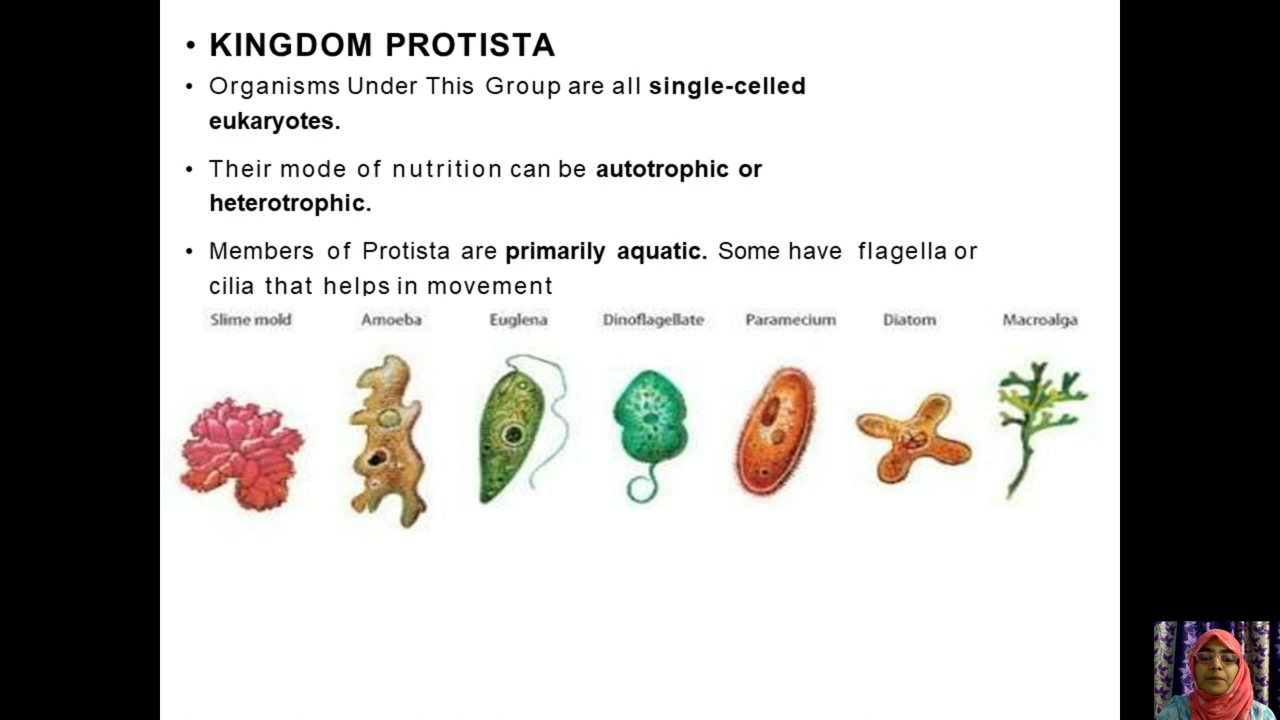 • KINGDOM PROTISTA
• Organisms Under This Group are all single-celled
eukaryotes.
• Their mode of nutrition can be autotrophic or
heterotrophic.
• Members of Protista are primarily aquatic. Some have flagella or
cilia that helps in movement
Slime mold Amoeba Euglena Dinoflagellate Paramecium Diatom Macroalga